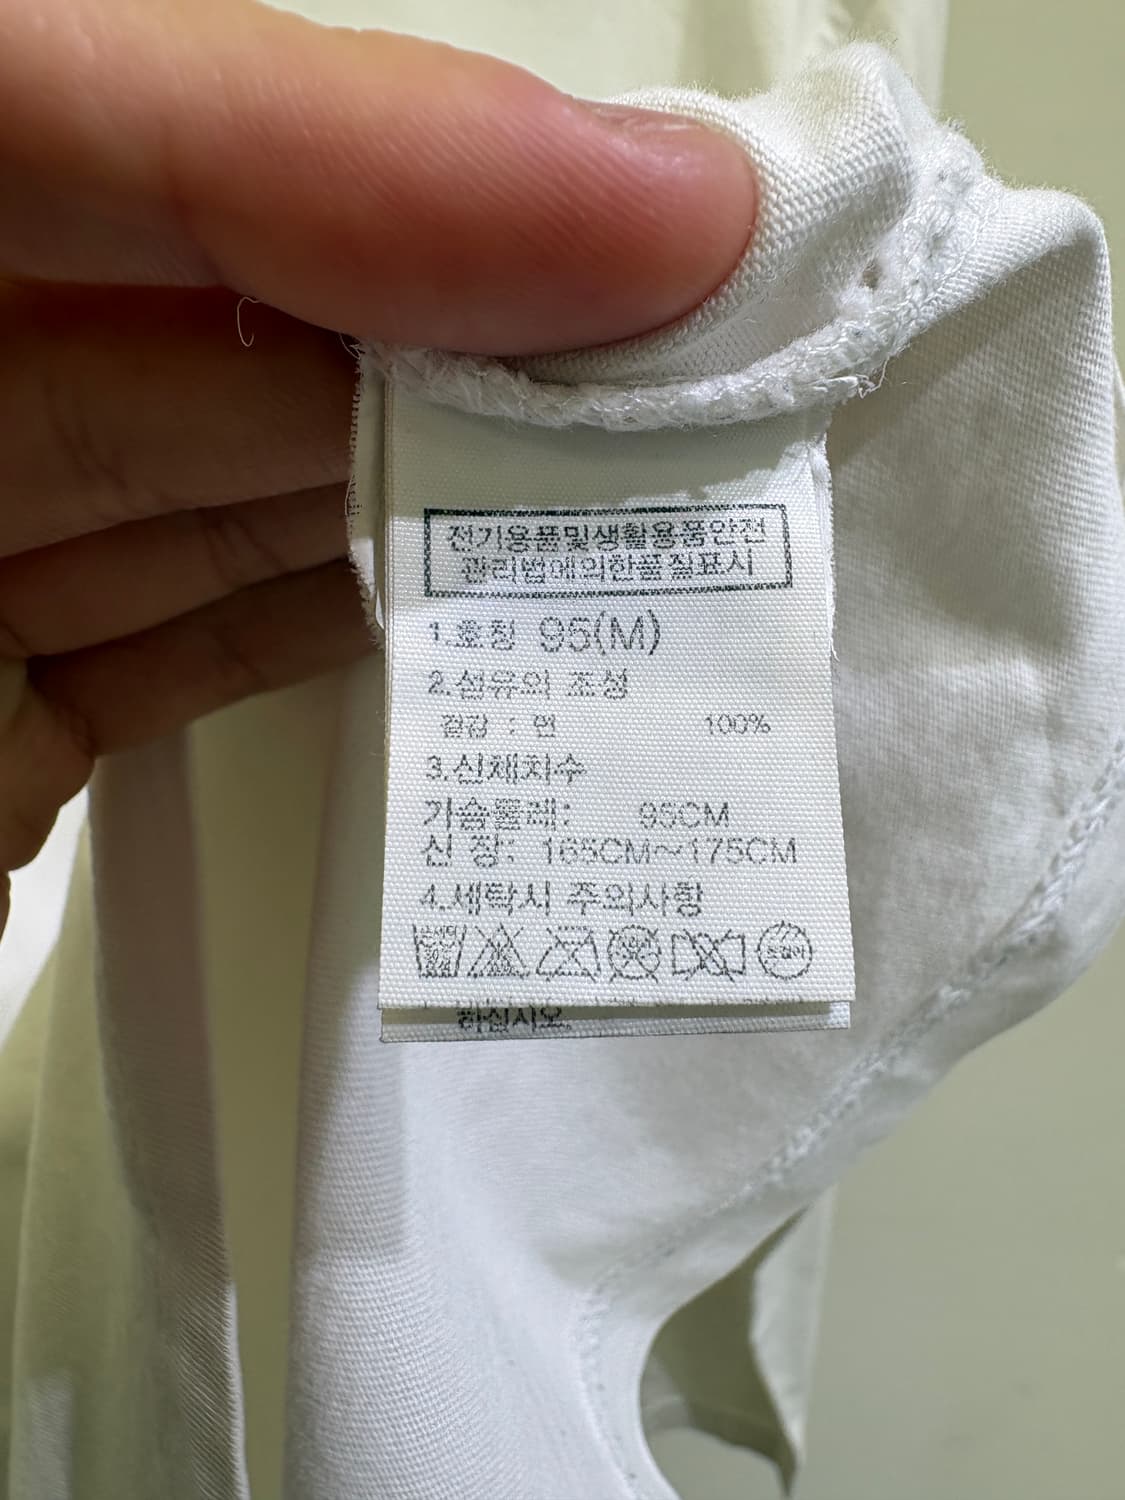 전기용품및생활용품안전
관리법에의한품질표시
1.호칭 95(M)
2.섬유의 조성
겉감 : 면 100%
3.신체치수
가슴둘레: 95CM
신 장: 165CM~175CM
4.세탁시 주의사항
하십시오.